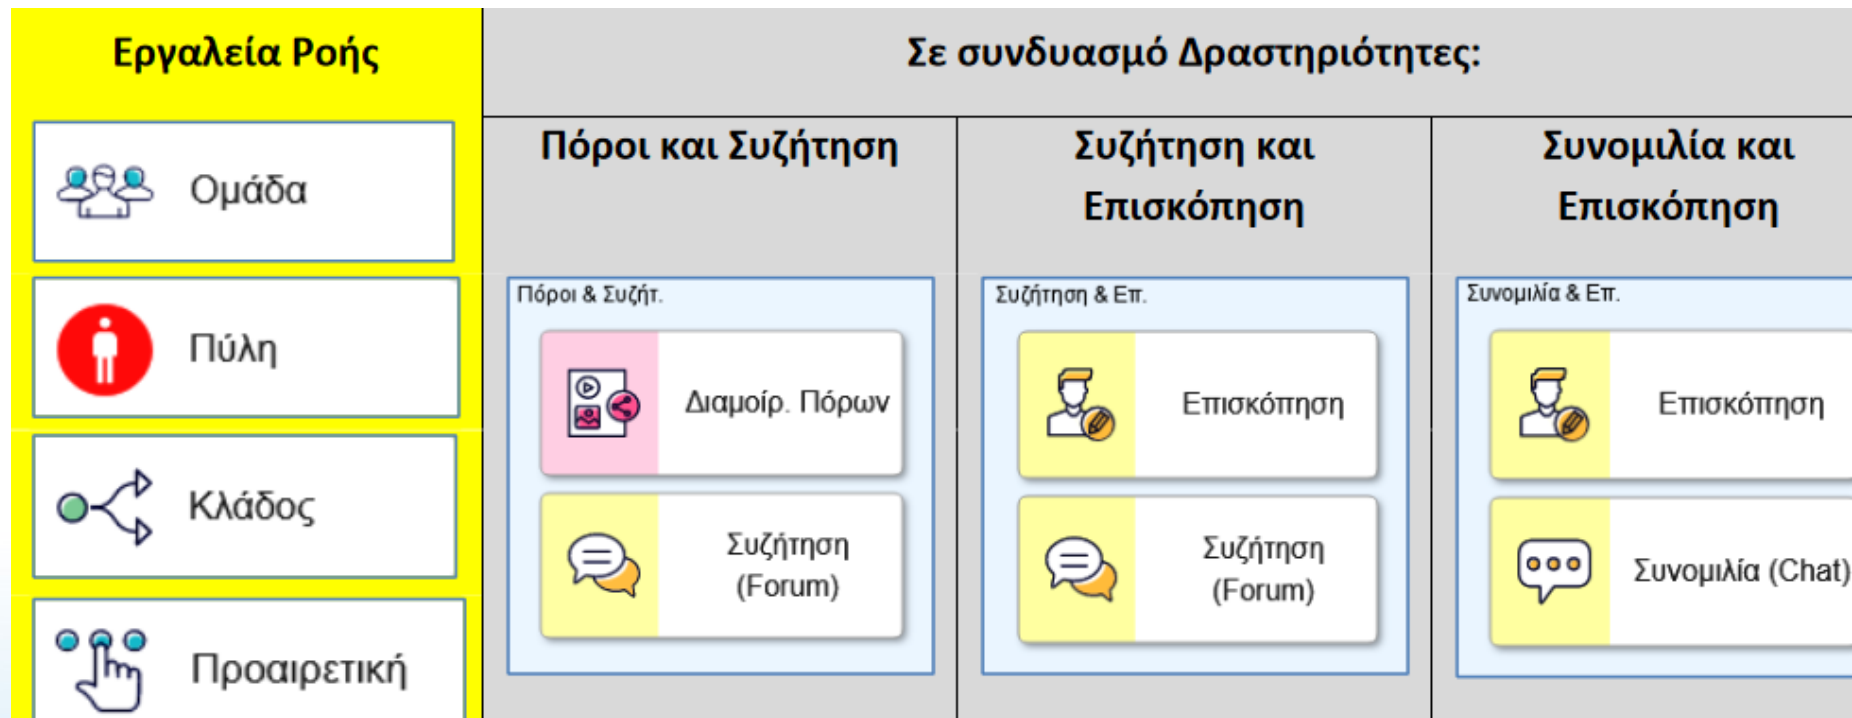 Εργαλεία Ροής
Σε συνδυασμό Δραστηριότητες:
Ομάδα
Πύλη
Κλάδος
Προαιρετική
Πόροι και Συζήτηση
Πόροι & Συζήτ.
Διαμοίρ. Πόρων
Συζήτηση
(Forum)
Συζήτηση και
Επισκόπηση
Συζήτηση & Επ.
Επισκόπηση
Συζήτηση
(Forum)
Συνομιλία και
Επισκόπηση
Συνομιλία & Επ.
Επισκόπηση
Συνομιλία (Chat)